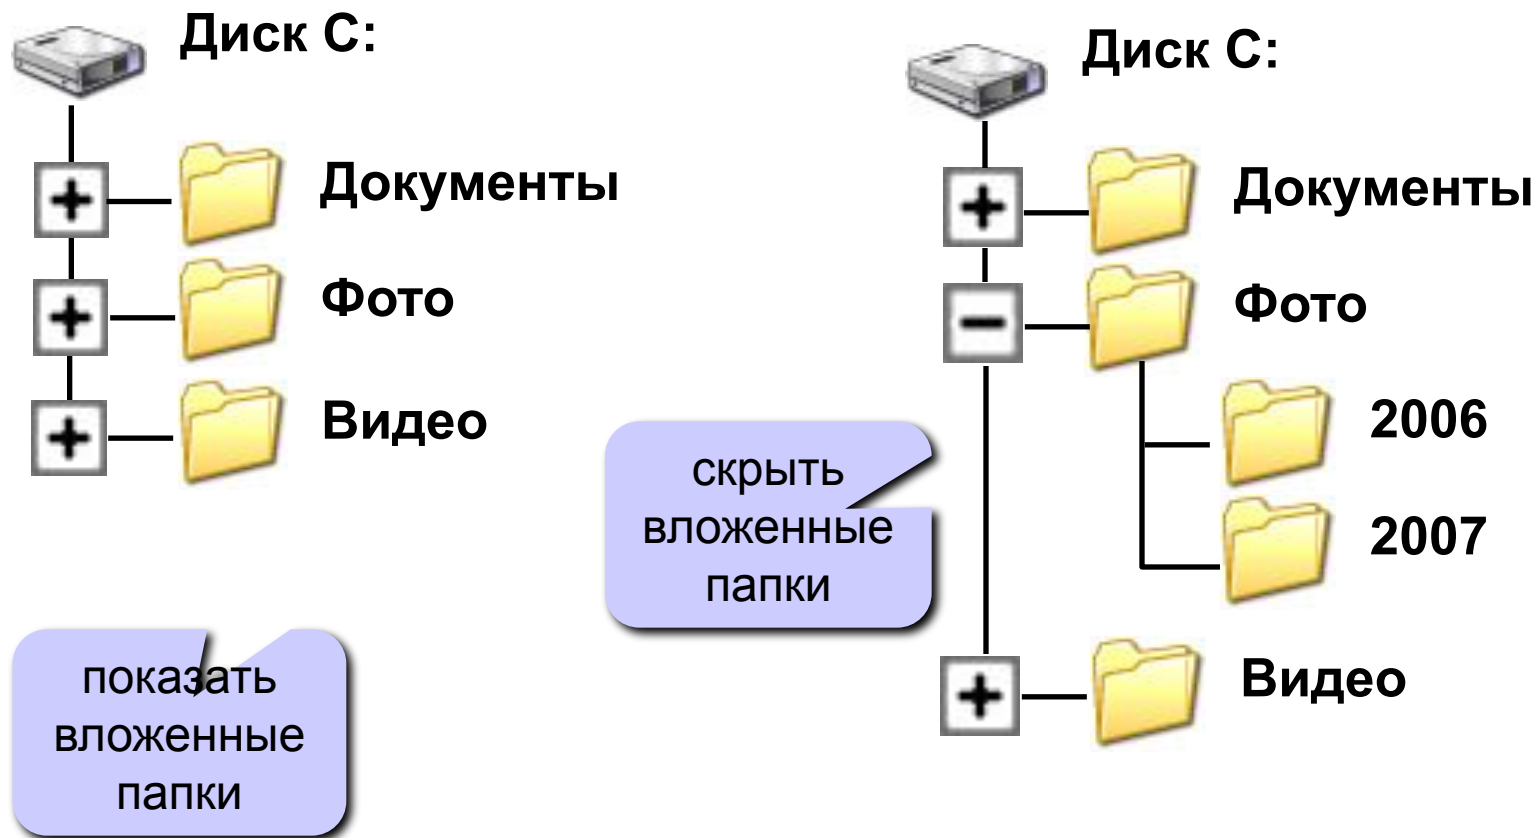 Диск C:
Документы
Фото
Видео
показать
вложенные
папки
Диск C:
Документы
Фото
2006
2007
Видео
скрыть
вложенные
папки